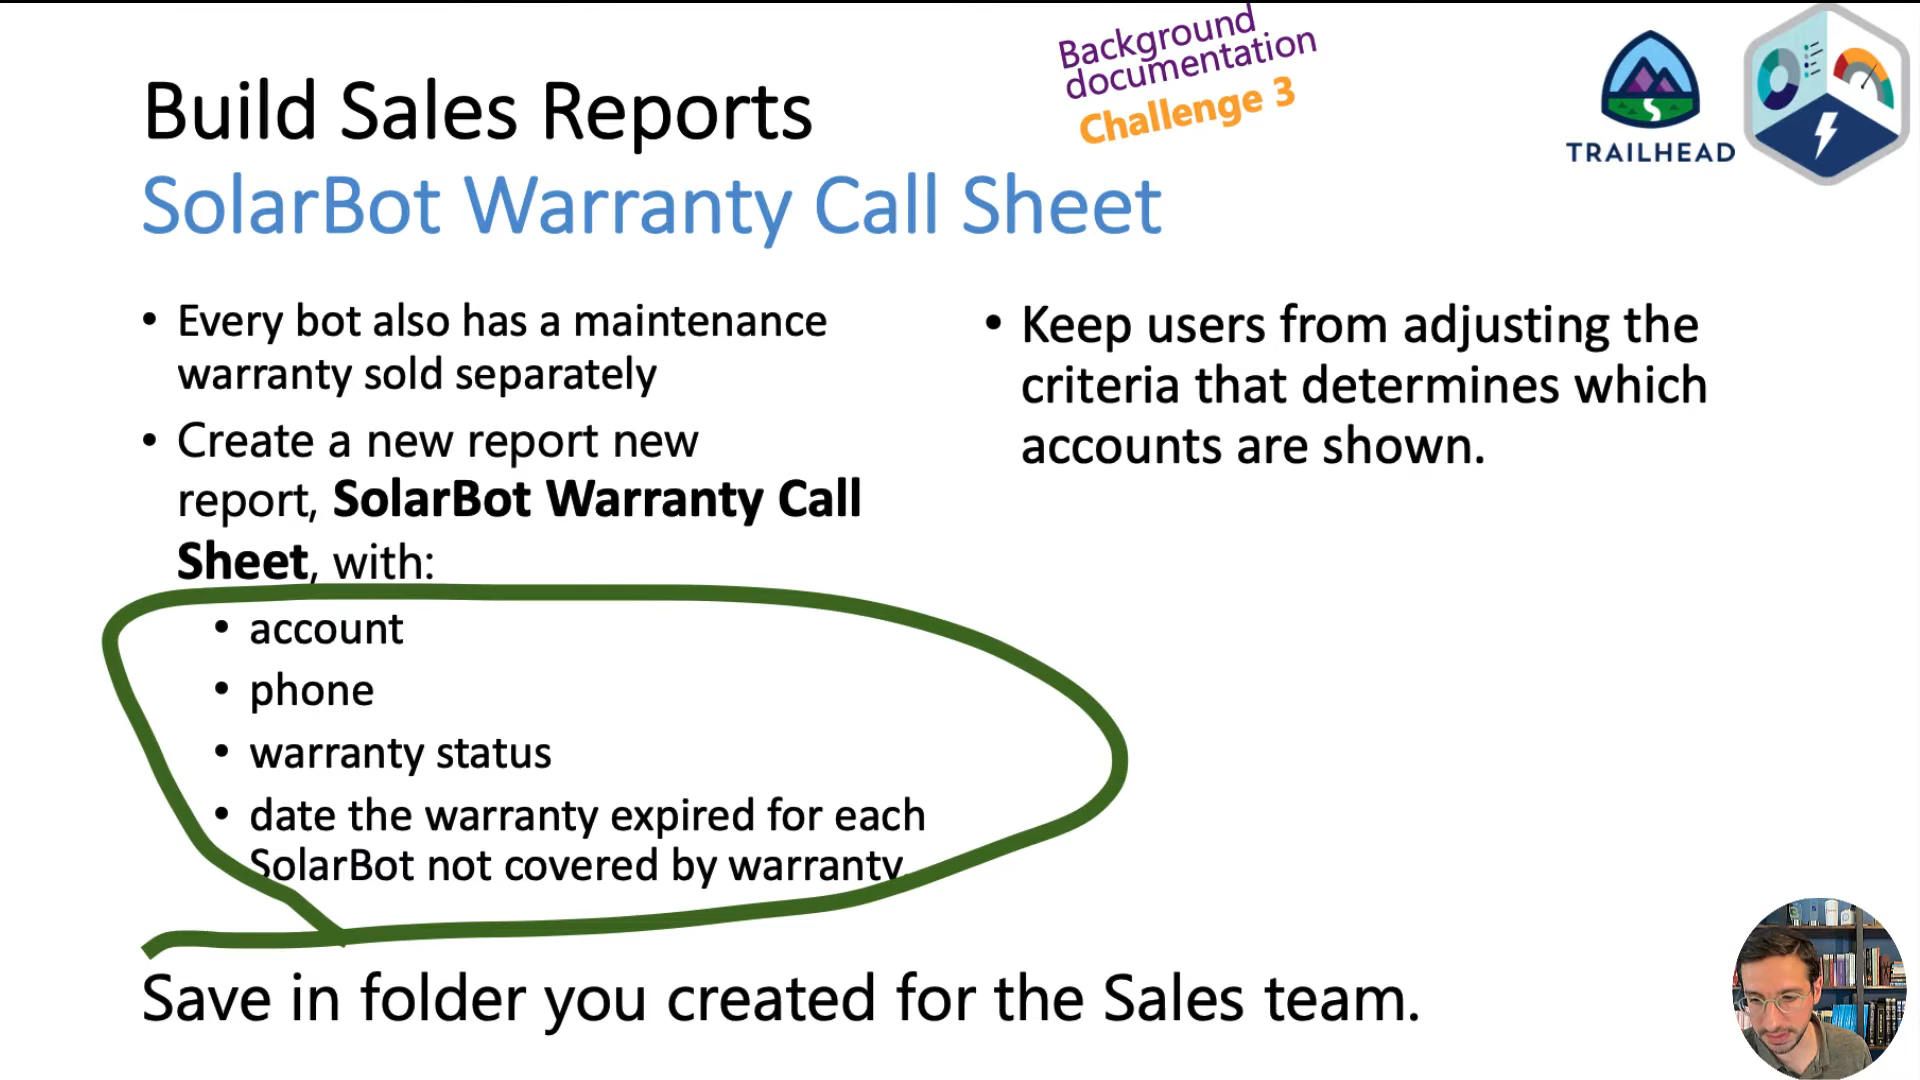 Background
documentation
Challenge 3
TRAILHEAD
Build Sales Reports
SolarBot Warranty Call Sheet
• Every bot also has a maintenance
warranty sold separately
• Create a new report new
report, SolarBot Warranty Call
Sheet, with:
• account
• phone
• warranty status
• date the warranty expired for each
SolarBot not covered by warranty.
• Keep users from adjusting the
criteria that determines which
accounts are shown.
Save in folder you created for the Sales team.